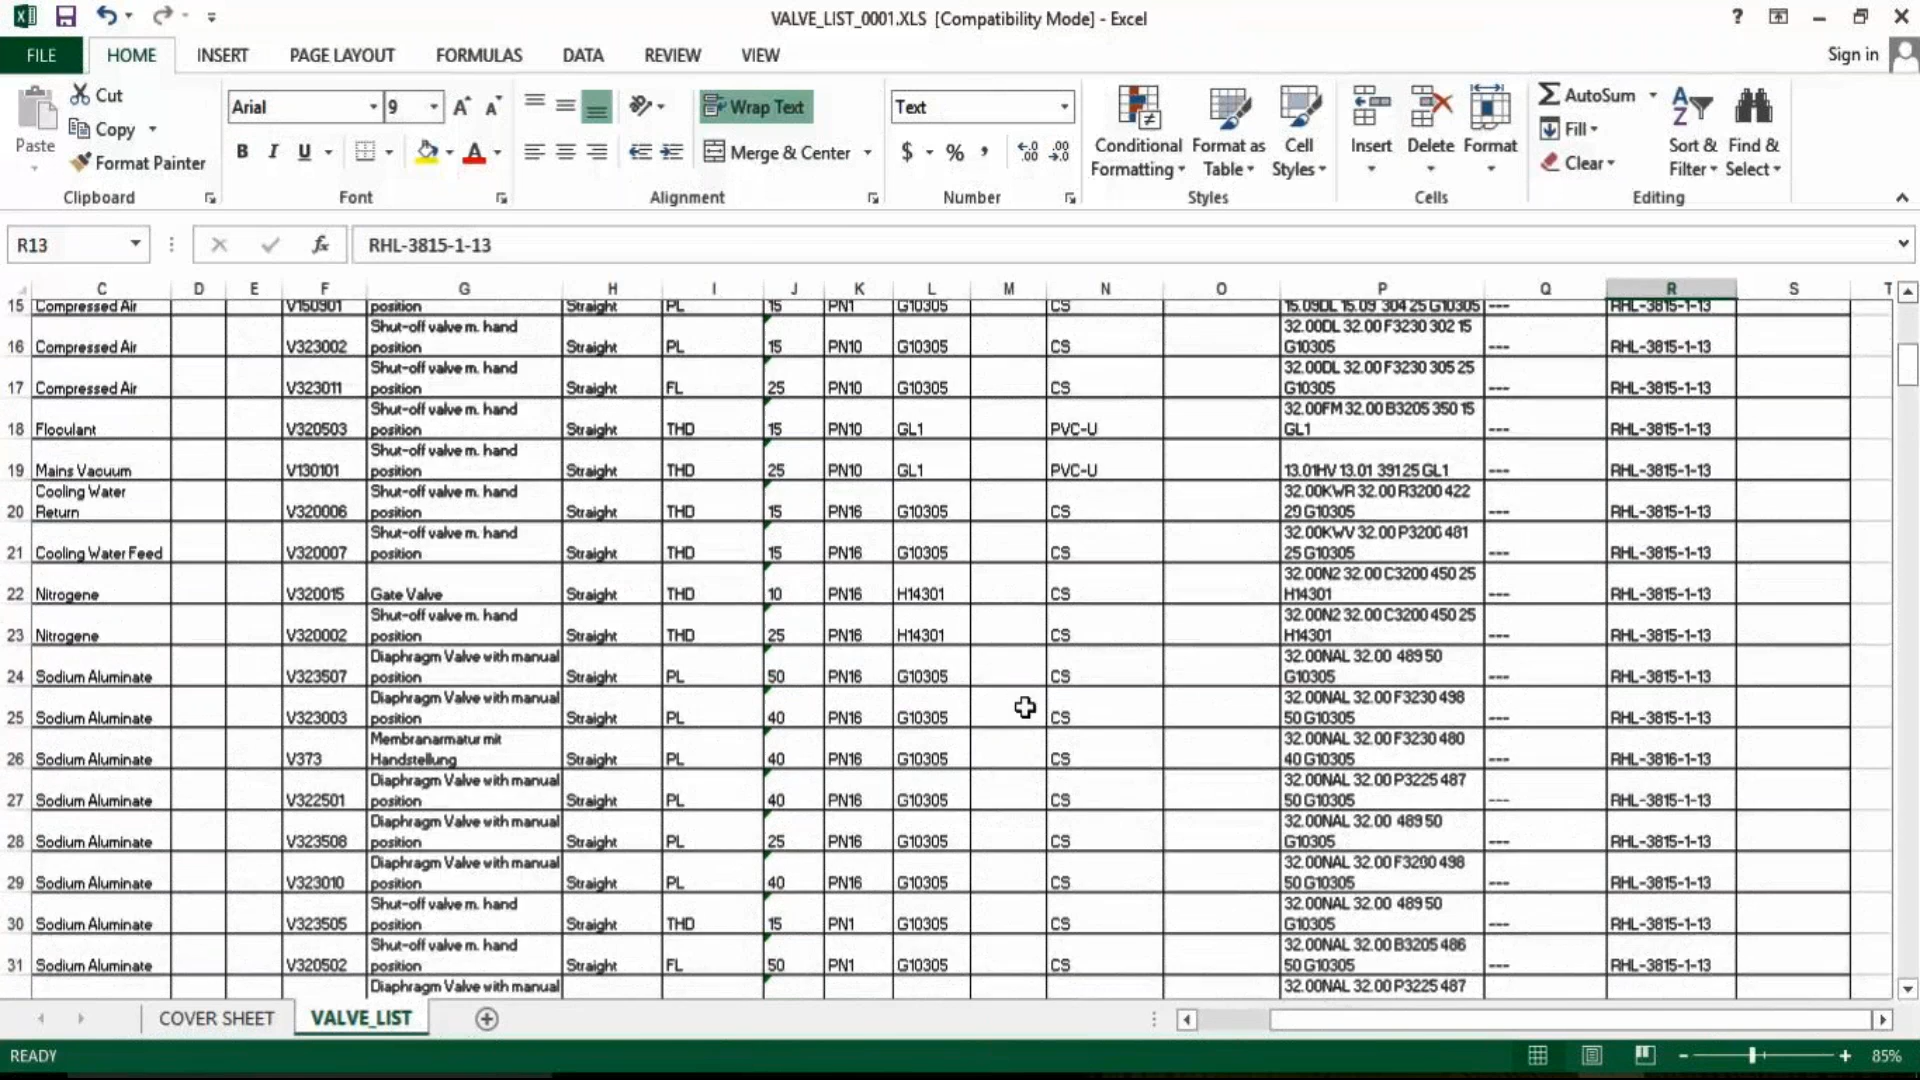 VALVE_LIST_0001.XLS [Compatibility Mode] - Excel
?
FILE HOME INSERT PAGE LAYOUT FORMULAS DATA REVIEW VIEW Sign in
Paste Cut Copy Format Painter Clipboard
Arial 9 A A B I U A Font
Wrap Text Merge & Center Alignment
Text $ % , Number
Conditional Formatting Format as Table Cell Styles Styles
Insert Delete Format Cells
AutoSum Fill Clear Sort & Filter Find & Select Editing
R13 fx RHL-3815-1-13
C D E F G H I J K L M N O P Q R S T
15 Compressed Air V150901 position Straight PL 15 PN1 G10305 CS 15.09DL 15.09 304 25 G10305 --- RHL-3815-1-13
16 Compressed Air V323002 Shut-off valve m. hand position Straight PL 15 PN10 G10305 CS 32.00DL 32.00 F3230 302 15 G10305 --- RHL-3815-1-13
17 Compressed Air V323011 Shut-off valve m. hand position Straight FL 25 PN10 G10305 CS 32.00DL 32.00 F3230 305 25 G10305 --- RHL-3815-1-13
18 Flooulant V320503 Shut-off valve m. hand position Straight THD 15 PN10 GL1 PVC-U 32.00FM 32.00 B3205 350 15 GL1 --- RHL-3815-1-13
19 Mains Vacuum V130101 Shut-off valve m. hand position Straight THD 25 PN10 GL1 PVC-U 13.01HV 13.01 391 25 GL1 --- RHL-3815-1-13
20 Cooling Water Return V320006 Shut-off valve m. hand position Straight THD 15 PN16 G10305 CS 32.00KWR 32.00 R3200 422 29 G10305 --- RHL-3815-1-13
21 Cooling Water Feed V320007 Shut-off valve m. hand position Straight THD 15 PN16 G10305 CS 32.00KWV 32.00 P3206 481 25 G10305 --- RHL-3815-1-13
22 Nitrogene V320015 Gate Valve Straight THD 10 PN16 H14301 CS 32.00N2 32.00 C3200 450 25 H14301 --- RHL-3815-1-13
23 Nitrogene V320002 Shut-off valve m. hand position Straight THD 25 PN16 H14301 CS 32.00N2 32.00 C3200 450 25 H14301 --- RHL-3815-1-13
24 Sodium Aluminate V323507 Diaphragm Valve with manual position Straight PL 50 PN16 G10305 CS 32.00NAL 32.00 489 50 G10305 --- RHL-3815-1-13
25 Sodium Aluminate V323003 Diaphragm Valve with manual position Straight PL 40 PN16 G10305 CS 32.00NAL 32.00 F3230 498 50 G10305 --- RHL-3815-1-13
26 Sodium Aluminate V373 Membranarmatur mit Handstellung Straight PL 40 PN16 G10305 CS 32.00NAL 32.00 F3230 480 40 G10305 --- RHL-3816-1-13
27 Sodium Aluminate V322501 Diaphragm Valve with manual position Straight PL 40 PN16 G10305 CS 32.00NAL 32.00 P3225 487 50 G10305 --- RHL-3815-1-13
28 Sodium Aluminate V323508 Diaphragm Valve with manual position Straight PL 25 PN16 G10305 CS 32.00NAL 32.00 489 50 G10305 --- RHL-3815-1-13
29 Sodium Aluminate V323010 Diaphragm Valve with manual position Straight PL 40 PN16 G10305 CS 32.00NAL 32.00 F3200 498 50 G10305 --- RHL-3815-1-13
30 Sodium Aluminate V323505 Shut-off valve m. hand position Straight THD 15 PN1 G10305 CS 32.00NAL 32.00 489 50 G10305 --- RHL-3815-1-13
31 Sodium Aluminate V320502 Shut-off valve m. hand position Straight FL 50 PN1 G10305 CS 32.00NAL 32.00 B3205 486 50 G10305 --- RHL-3815-1-13
Diaphragm Valve with manual 32.00NAL 32.00 P3225 487
COVER SHEET VALVE_LIST
READY 85%